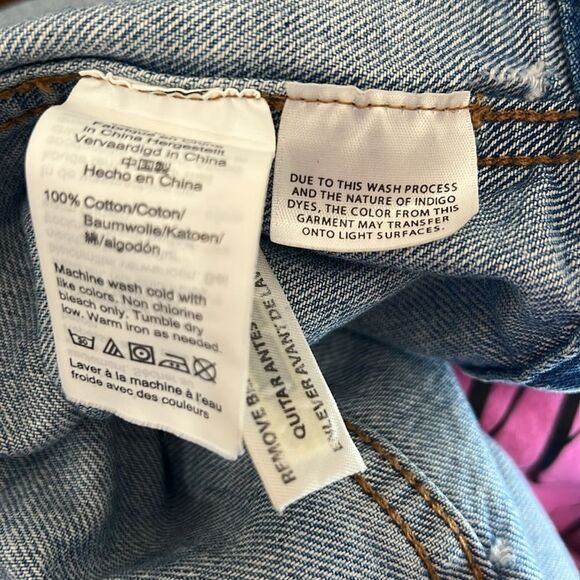 Fabriqué en Chine
in China Hergestellt
Vervaardigd in China
中国製
Hecho en China
100% Cotton/Coton/
Baumwolle/Katoen/
綿/algodón
Machine wash cold with
like colors. Non chlorine
bleach only. Tumble dry
low. Warm iron as needed.
Laver à la machine à l'eau
froide avec des couleurs
DUE TO THIS WASH PROCESS
AND THE NATURE OF INDIGO
DYES, THE COLOR FROM THIS
GARMENT MAY TRANSFER
ONTO LIGHT SURFACES.
REMOVE
QUITAR ANTES
ENLEVER AVANT DE